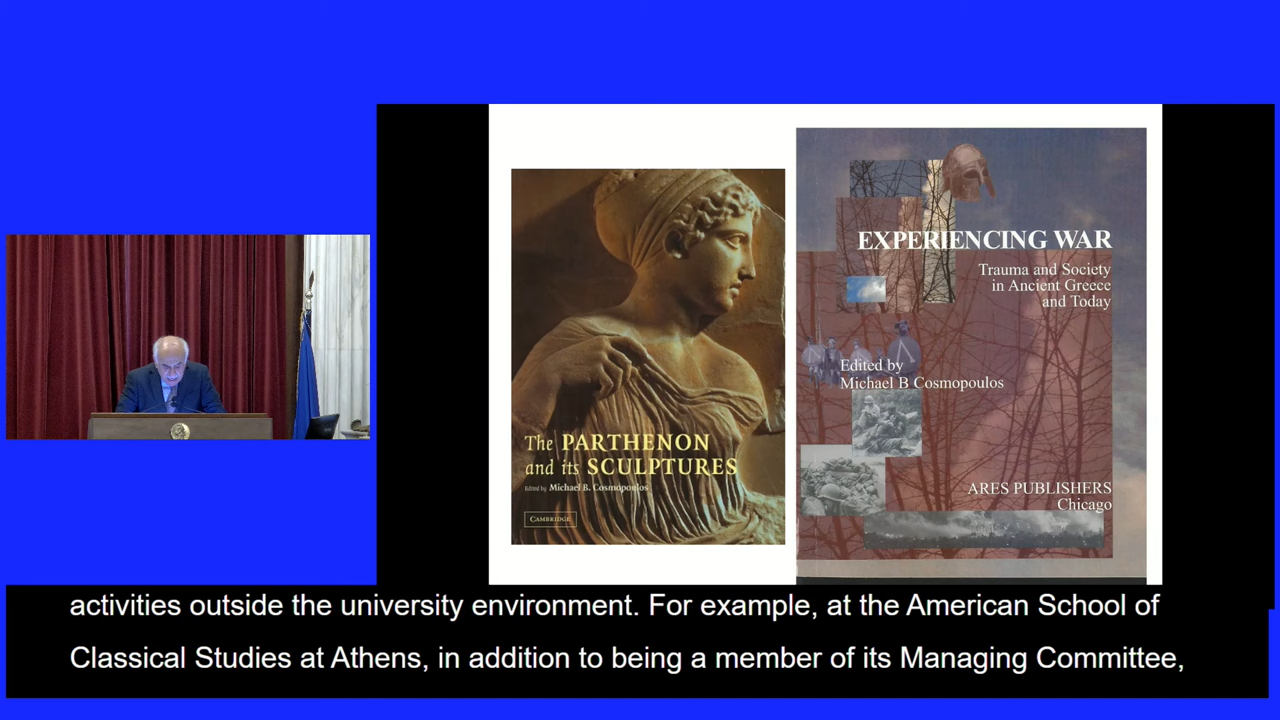 The PARTHENON
and its SCULPTURES
Edited by Michael B. Cosmopoulos
CAMBRIDGE
EXPERIENCING WAR
Trauma and Society
in Ancient Greece
and Today
Edited by
Michael B Cosmopoulos
ARES PUBLISHERS
Chicago
activities outside the university environment. For example, at the American School of
Classical Studies at Athens, in addition to being a member of its Managing Committee,